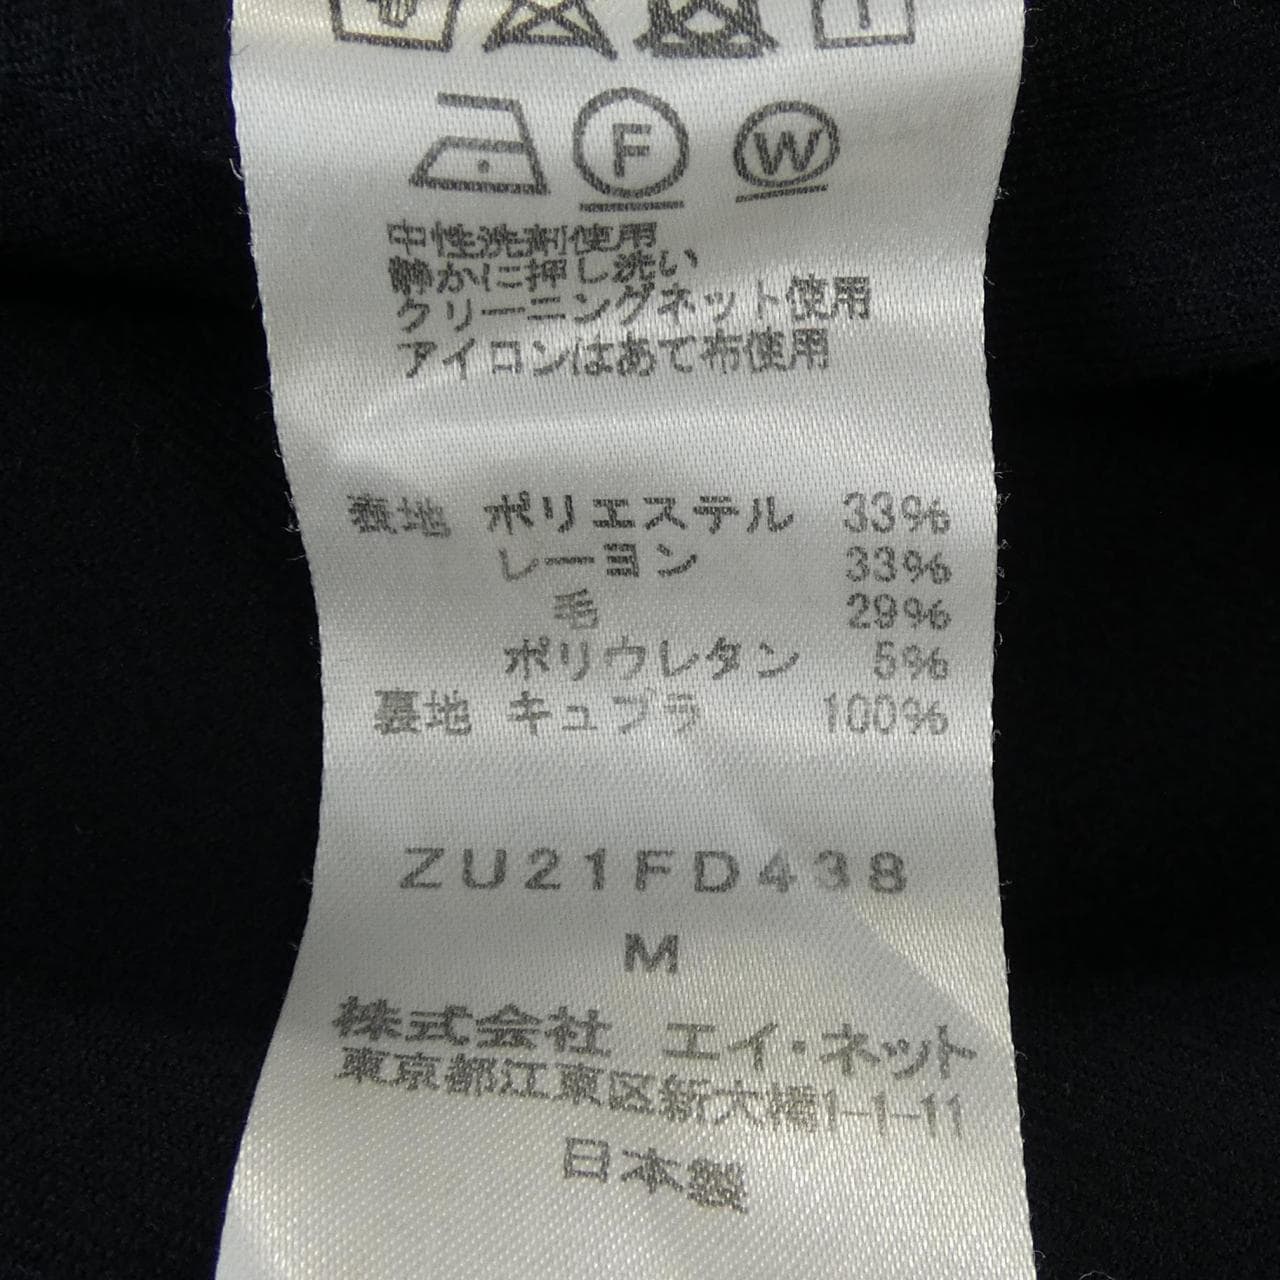 F W
中性洗剤使用
静かに押し洗い
クリーニングネット使用
アイロンはあて布使用
表地 ポリエステル 33%
レーヨン 33%
毛 29%
ポリウレタン 5%
裏地 キュプラ 100%
ZU21FD438
M
株式会社 エイ・ネット
東京都江東区新大橋1-1-11
日本製